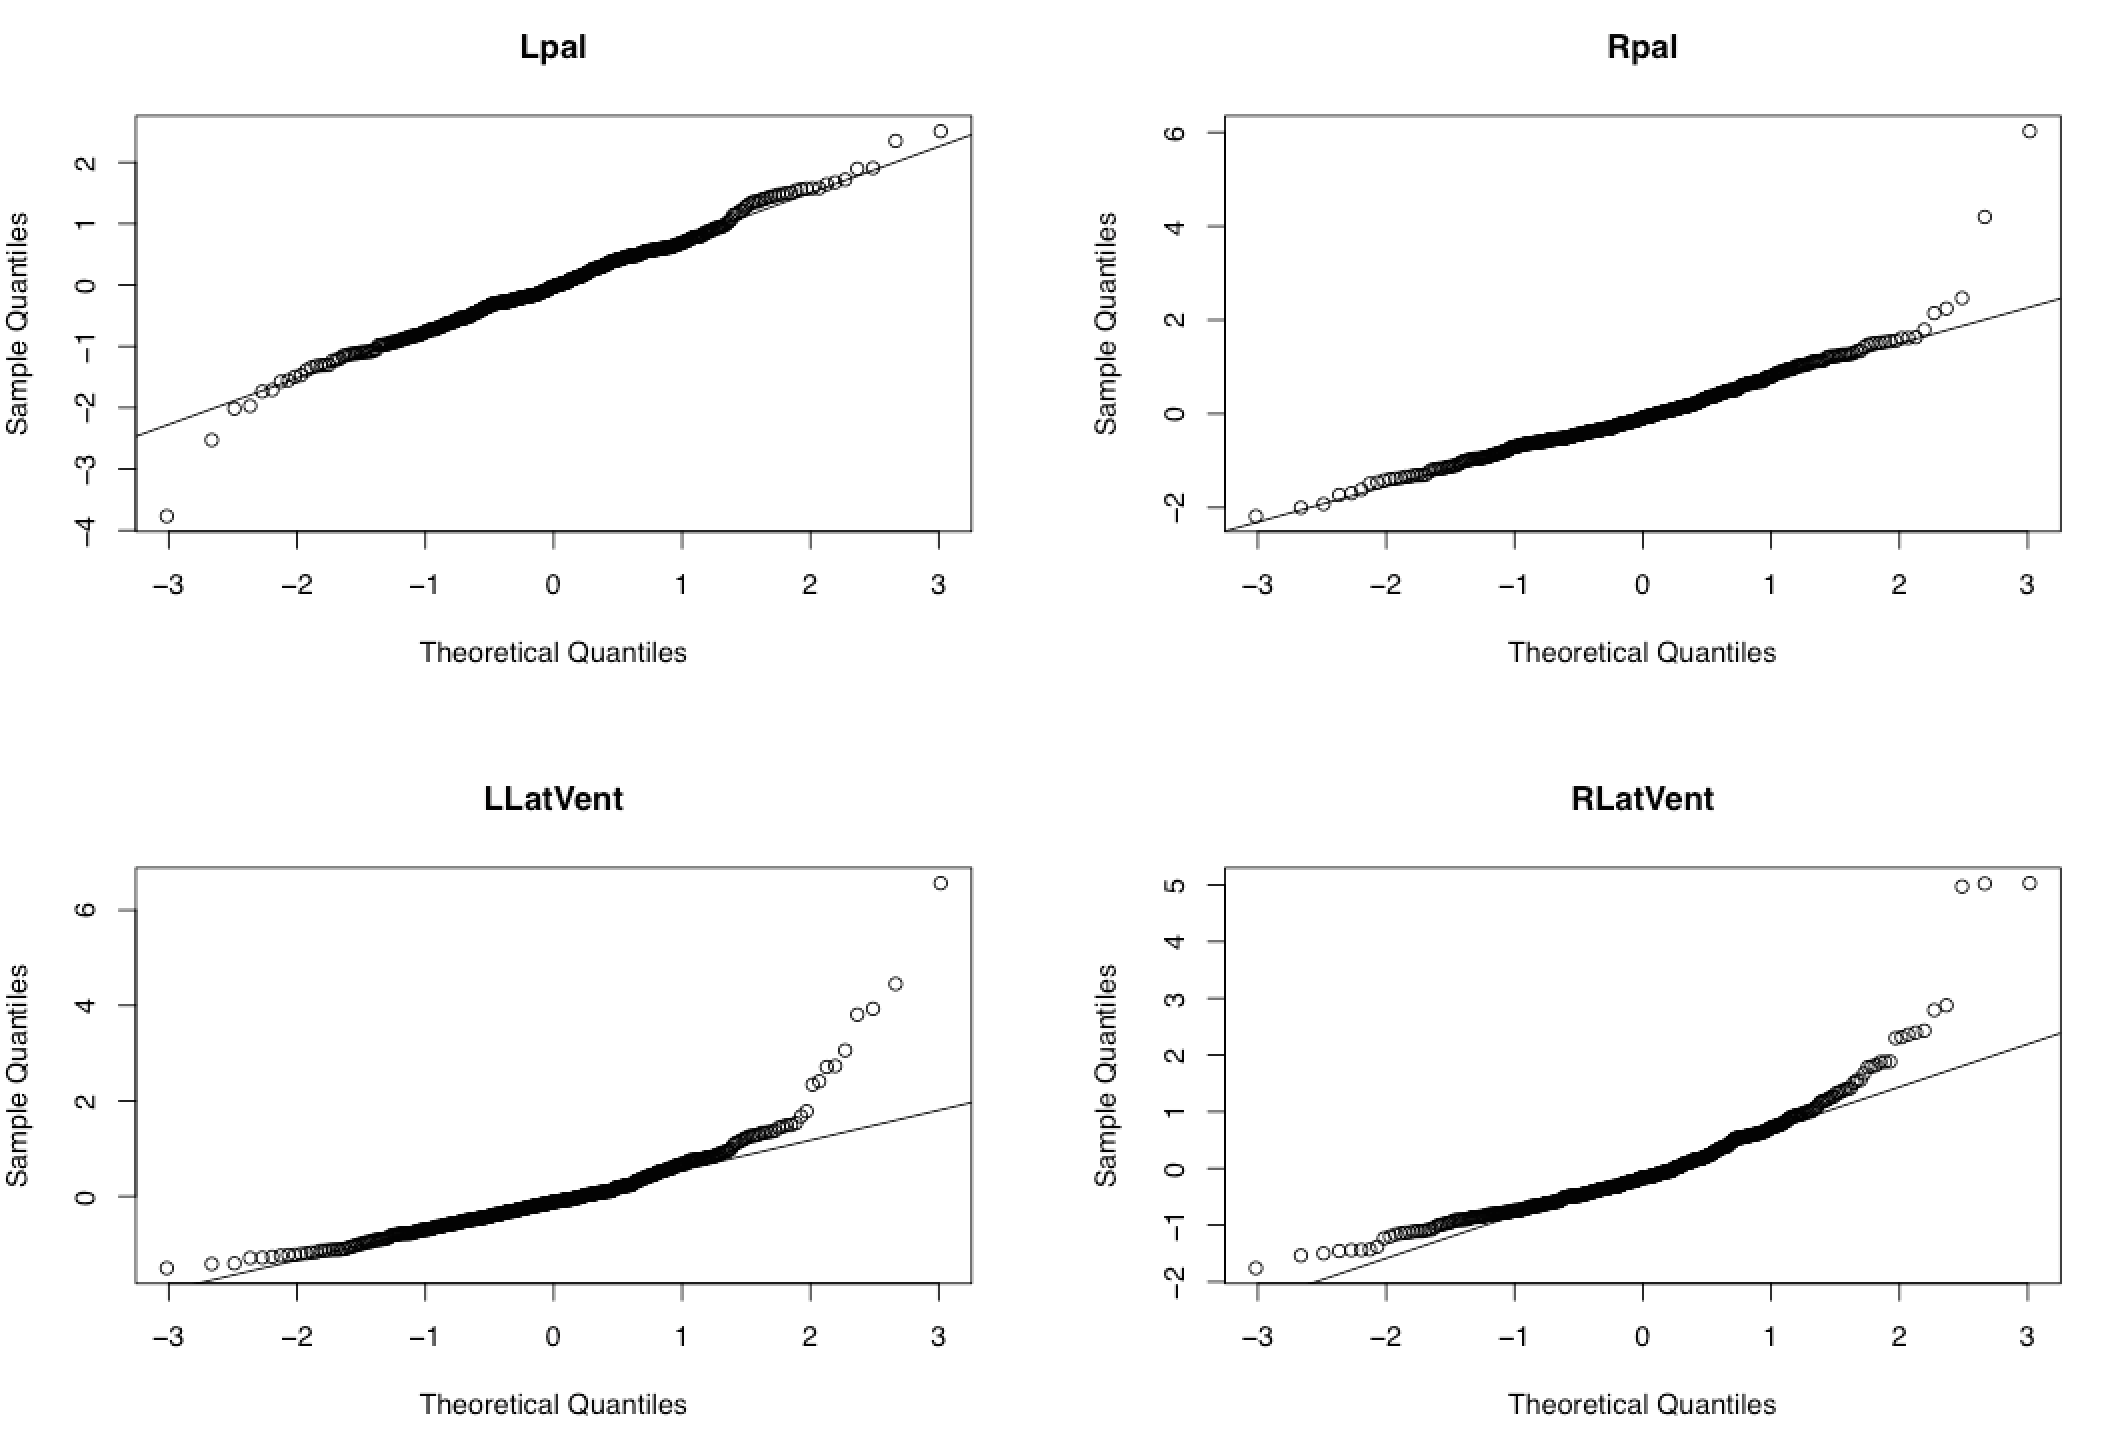 Lpal
Sample Quantiles
2
1
0
−1
−2
−3
−4
−3 −2 −1 0 1 2 3
Theoretical Quantiles
Rpal
Sample Quantiles
6
4
2
0
−2
−3 −2 −1 0 1 2 3
Theoretical Quantiles
LLatVent
Sample Quantiles
6
4
2
0
−3 −2 −1 0 1 2 3
Theoretical Quantiles
RLatVent
Sample Quantiles
5
4
3
2
1
0
−1
−2
−3 −2 −1 0 1 2 3
Theoretical Quantiles